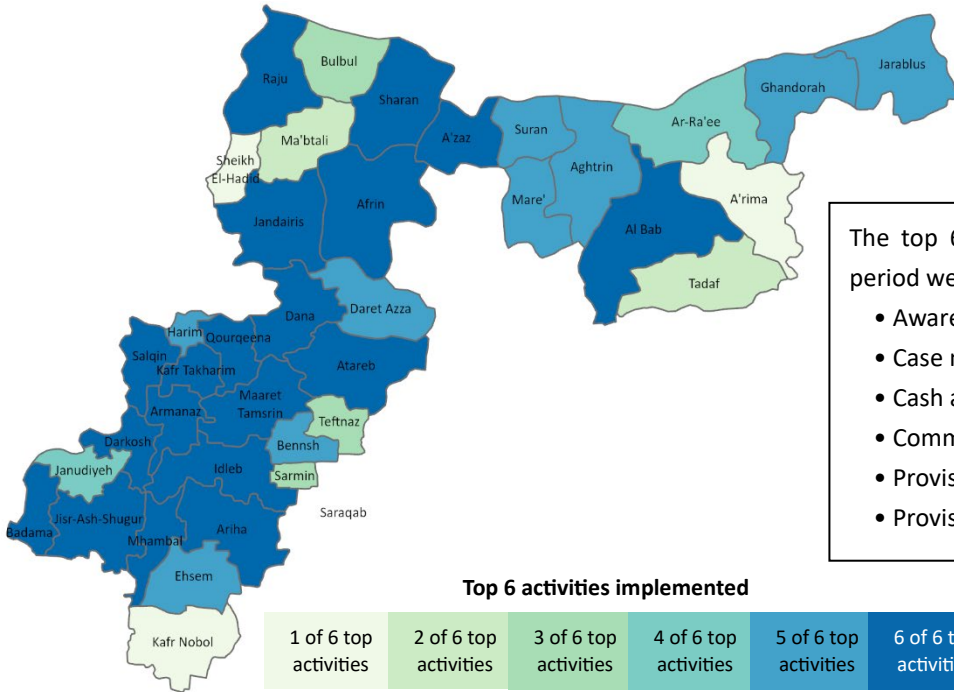 Bulbul
Raju
Sharan
Jarablus
Ghandorah
Ma'btali
A'zaz
Suran
Ar-Ra'ee
Sheikh
El-Hadid
Aghtrin
Mare'
A'rima
Afrin
Jandairis
Al Bab
Tadaf
Dana
Daret Azza
Harim
Qourqeena
Salqin
Kafr Takharim
Atareb
Maaret
Tamsrin
Armanaz
Teftnaz
Darkosh
Bennsh
Janudiyeh
Idleb
Sarmin
Saraqab
Jisr-Ash-Shugur
Badama
Mhambal
Ariha
Ehsem
Kafr Nobol
The top 6
period we
• Aware
• Case
• Cash a
• Comm
• Provis
• Provis
Top 6 activities implemented
1 of 6 top
activities
2 of 6 top
activities
3 of 6 top
activities
4 of 6 top
activities
5 of 6 top
activities
6 of 6 t
activi